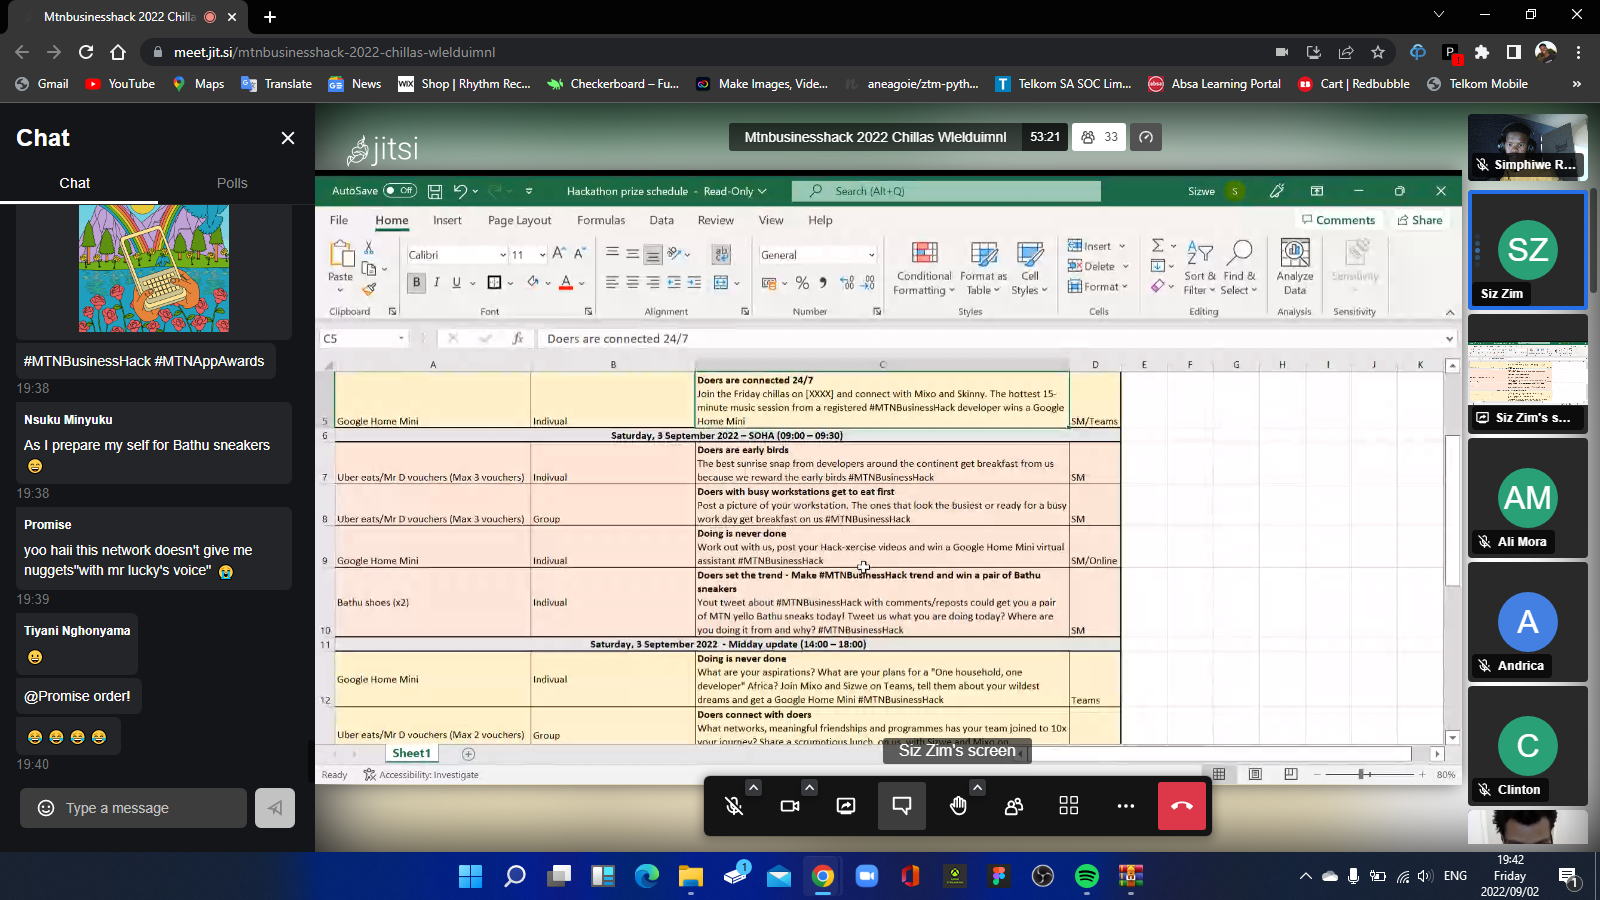 Mtnbusinesshack 2022 Chilla
meet.jit.si/mtnbusinesshack-2022-chillas-wlelduimnl
Gmail
YouTube
Maps
Translate
News
Shop | Rhythm Rec...
Checkerboard – Fu...
Make Images, Vide...
aneagoie/ztm-pyth...
Telkom SA SOC Lim...
Absa Learning Portal
Cart | Redbubble
Telkom Mobile
»
Chat
Chat
Polls
#MTNBusinessHack #MTNAppAwards
19:38
Nsuku Minyuku
As I prepare my self for Bathu sneakers
😄
19:38
Promise
yoo haii this network doesn't give me
nuggets"with mr lucky's voice" 😭
19:39
Tiyani Nghonyama
😀
@Promise order!
😂 😂 😂 😂
19:40
Type a message
jitsi
Mtnbusinesshack 2022 Chillas Wlelduimnl
53:21
33
AutoSave Off
Hackathon prize schedule - Read-Only
Search (Alt+Q)
Sizwe
S
File
Home
Insert
Page Layout
Formulas
Data
Review
View
Help
Comments
Share
Paste
Calibri
11
General
B
I
U
Conditional
Formatting
Format as
Table
Cell
Styles
Insert
Delete
Format
Sort &
Filter
Find &
Select
Analyze
Data
Sensitivity
Clipboard
Font
Alignment
Number
Styles
Cells
Editing
Analysis
Sensitivity
C5
fx
Doers are connected 24/7
A
B
C
D
E
F
G
H
I
J
K
Doers are connected 24/7
Join the Friday chillas on [XXXX] and connect with Mixo and Skinny. The hottest 15-
minute music session from a registered #MTNBusinessHack developer wins a Google
5 Google Home Mini
Indivual
Home Mini
SM/Teams
6 Saturday, 3 September 2022 – SOHA (09:00 – 09:30)
Doers are early birds
The best sunrise snap from developers around the continent get breakfast from us
7 Uber eats/Mr D vouchers (Max 3 vouchers)
Indivual
because we reward the early birds #MTNBusinessHack
SM
Doers with busy workstations get to eat first
Post a picture of your workstation. The ones that look the busiest or ready for a busy
8 Uber eats/Mr D vouchers (Max 3 vouchers)
Group
work day get breakfast on us #MTNBusinessHack
SM
Doing is never done
Work out with us, post your Hack-xercise videos and win a Google Home Mini virtual
9 Google Home Mini
Indivual
assistant #MTNBusinessHack
SM/Online
Doers set the trend - Make #MTNBusinessHack trend and win a pair of Bathu
sneakers
Bathu shoes (x2)
Indivual
Yout tweet about #MTNBusinessHack with comments/reposts could get you a pair
of MTN yello Bathu sneaks today! Tweet us what you are doing today? Where are
10
you doing it from and why? #MTNBusinessHack
SM
11 Saturday, 3 September 2022 - Midday update (14:00 – 18:00)
Doing is never done
Google Home Mini
Indivual
What are your aspirations? What are your plans for a "One household, one
developer" Africa? Join Mixo and Sizwe on Teams, tell them about your wildest
12
dreams and get a Google Home Mini #MTNBusinessHack
Teams
Doers connect with doers
What networks, meaningful friendships and programmes has your team joined to 10x
Uber eats/Mr D vouchers (Max 2 vouchers)
Group
your journey? Share a scrumptious lunch, on us, with Sizwe and Mixo on
Siz Zim's screen
Sheet1
Ready
Accessibility: Investigate
80%
Simphiwe R...
SZ
Siz Zim
Siz Zim's s...
AM
Ali Mora
A
Andrica
C
Clinton
1
ENG
19:42
Friday
2022/09/02
1